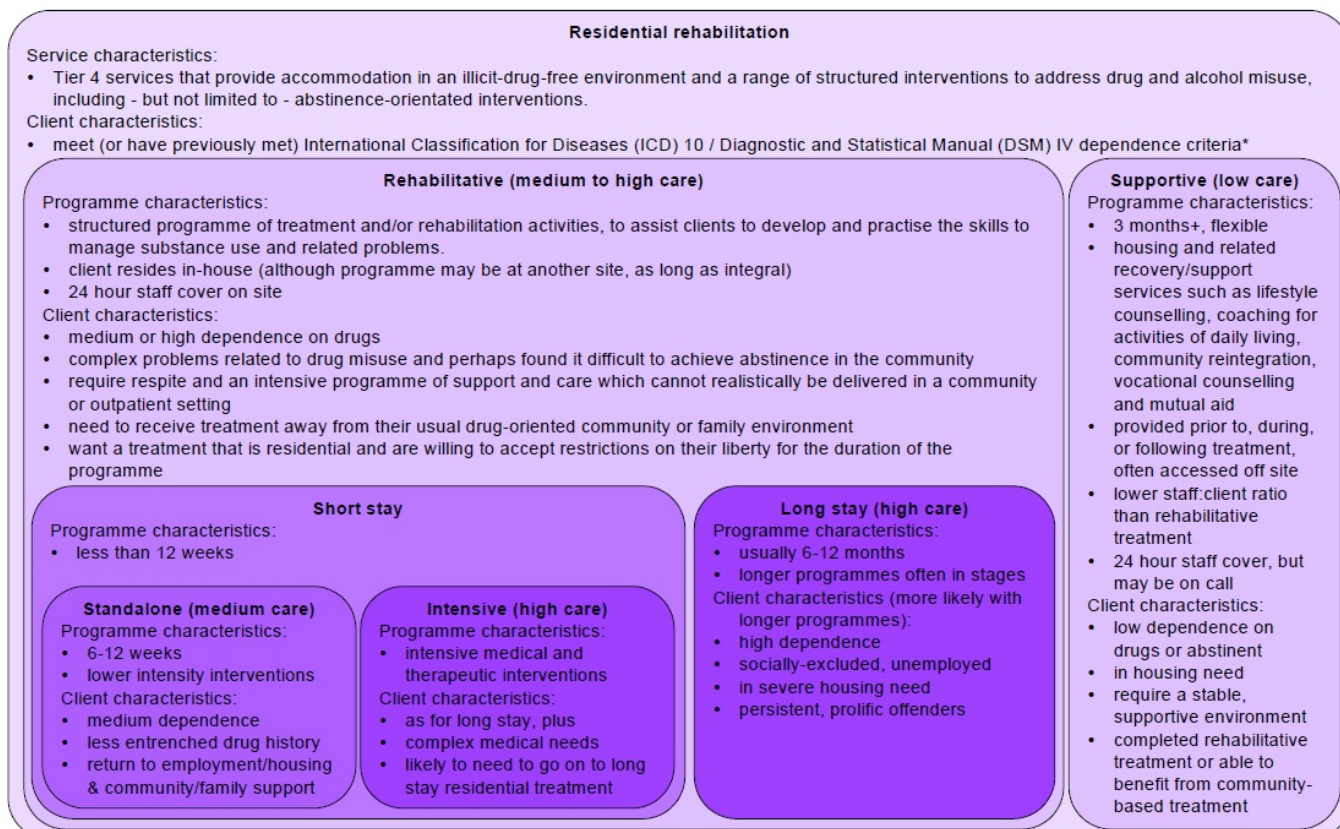 Residential rehabilitation
Service characteristics:
• Tier 4 services that provide accommodation in an illicit-drug-free environment and a range of structured interventions to address drug and alcohol misuse,
including - but not limited to - abstinence-orientated interventions.
Client characteristics:
• meet (or have previously met) International Classification for Diseases (ICD) 10 / Diagnostic and Statistical Manual (DSM) IV dependence criteria*
Rehabilitative (medium to high care)
Programme characteristics:
• structured programme of treatment and/or rehabilitation activities, to assist clients to develop and practise the skills to
manage substance use and related problems.
• client resides in-house (although programme may be at another site, as long as integral)
• 24 hour staff cover on site
Client characteristics:
• medium or high dependence on drugs
• complex problems related to drug misuse and perhaps found it difficult to achieve abstinence in the community
• require respite and an intensive programme of support and care which cannot realistically be delivered in a community
or outpatient setting
• need to receive treatment away from their usual drug-oriented community or family environment
• want a treatment that is residential and are willing to accept restrictions on their liberty for the duration of the
programme
Short stay
Programme characteristics:
• less than 12 weeks
Standalone (medium care)
Programme characteristics:
• 6-12 weeks
• lower intensity interventions
Client characteristics:
• medium dependence
• less entrenched drug history
• return to employment/housing
& community/family support
Intensive (high care)
Programme characteristics:
• intensive medical and
therapeutic interventions
Client characteristics:
• as for long stay, plus
• complex medical needs
• likely to need to go on to long
stay residential treatment
Long stay (high care)
Programme characteristics:
• usually 6-12 months
• longer programmes often in stages
Client characteristics (more likely with
longer programmes):
• high dependence
• socially-excluded, unemployed
• in severe housing need
• persistent, prolific offenders
Supportive (low care)
Programme characteristics:
• 3 months+, flexible
• housing and related
recovery/support
services such as lifestyle
counselling, coaching for
activities of daily living,
community reintegration,
vocational counselling
and mutual aid
• provided prior to, during,
or following treatment,
often accessed off site
• lower staff:client ratio
than rehabilitative
treatment
• 24 hour staff cover, but
may be on call
Client characteristics:
• low dependence on
drugs or abstinent
• in housing need
• require a stable,
supportive environment
• completed rehabilitative
treatment or able to
benefit from community-
based treatment